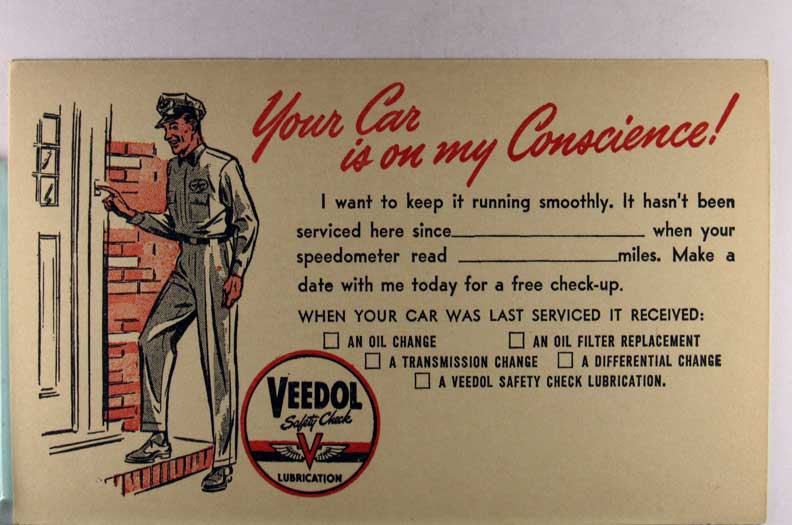 Your Car
is on my Conscience!
I want to keep it running smoothly. It hasn't been
serviced here since____________________ when your
speedometer read ________________miles. Make a
date with me today for a free check-up.
WHEN YOUR CAR WAS LAST SERVICED IT RECEIVED:
☐ AN OIL CHANGE ☐ AN OIL FILTER REPLACEMENT
☐ A TRANSMISSION CHANGE ☐ A DIFFERENTIAL CHANGE
☐ A VEEDOL SAFETY CHECK LUBRICATION.
VEEDOL
Safety Check
V
LUBRICATION